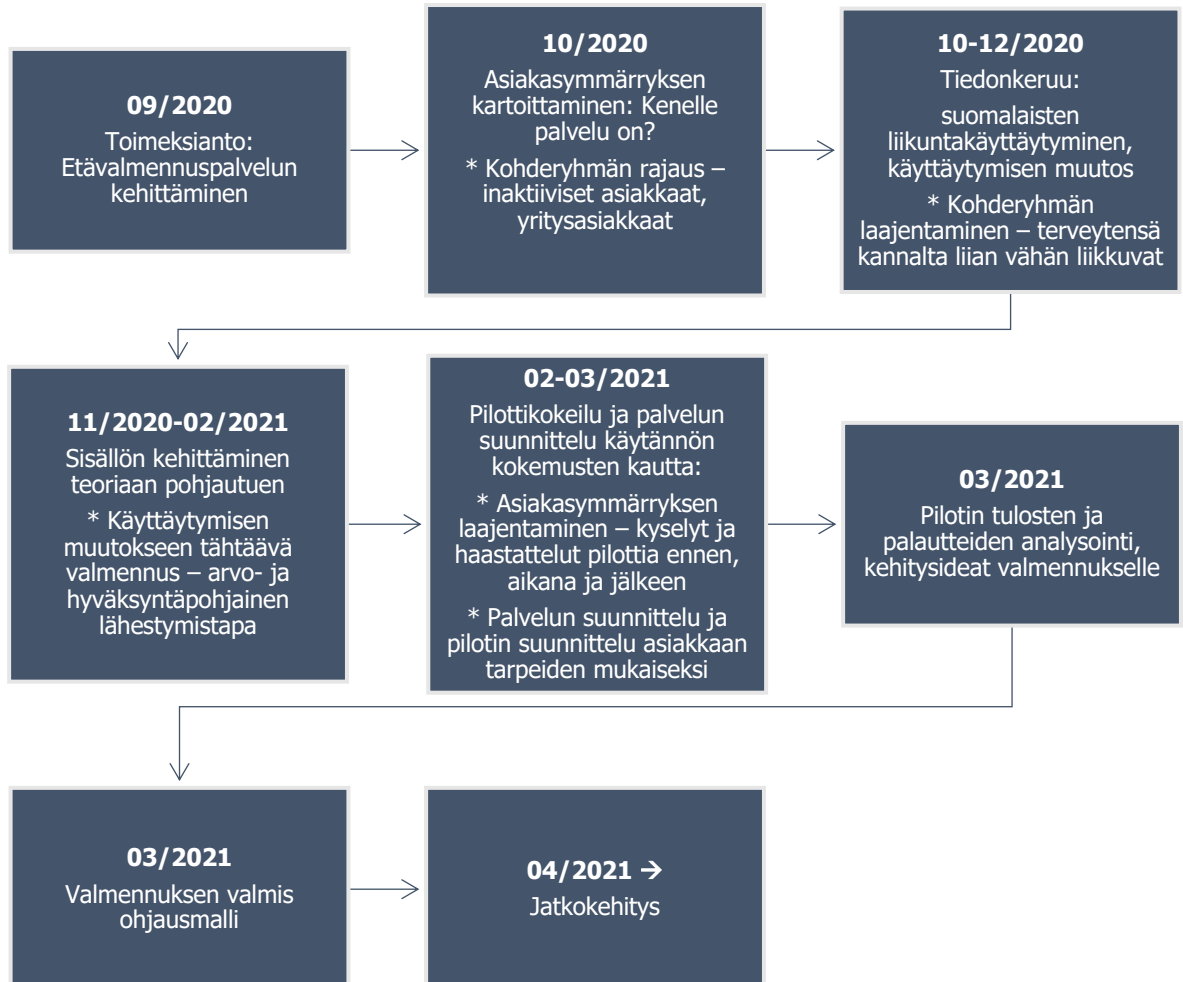 09/2020
Toimeksianto:
Etävalmennuspalvelun
kehittäminen
10/2020
Asiakasymmärryksen
kartoittaminen: Kenelle
palvelu on?
* Kohderyhmän rajaus –
inaktiiviset asiakkaat,
yritysasiakkaat
10-12/2020
Tiedonkeruu:
suomalaisten
liikuntakäyttäytyminen,
käyttäytymisen muutos
* Kohderyhmän
laajentaminen – terveytensä
kannalta liian vähän liikkuvat
11/2020-02/2021
Sisällön kehittäminen
teoriaan pohjautuen
* Käyttäytymisen
muutokseen tähtäävä
valmennus – arvo- ja
hyväksyntäpohjainen
lähestymistapa
02-03/2021
Pilottikokeilu ja palvelun
suunnittelu käytännön
kokemusten kautta:
* Asiakasymmärryksen
laajentaminen – kyselyt ja
haastattelut pilottia ennen,
aikana ja jälkeen
* Palvelun suunnittelu ja
pilotin suunnittelu asiakkaan
tarpeiden mukaiseksi
03/2021
Pilotin tulosten ja
palautteiden analysointi,
kehitysideat valmennukselle
03/2021
Valmennuksen valmis
ohjausmalli
04/2021 →
Jatkokehitys